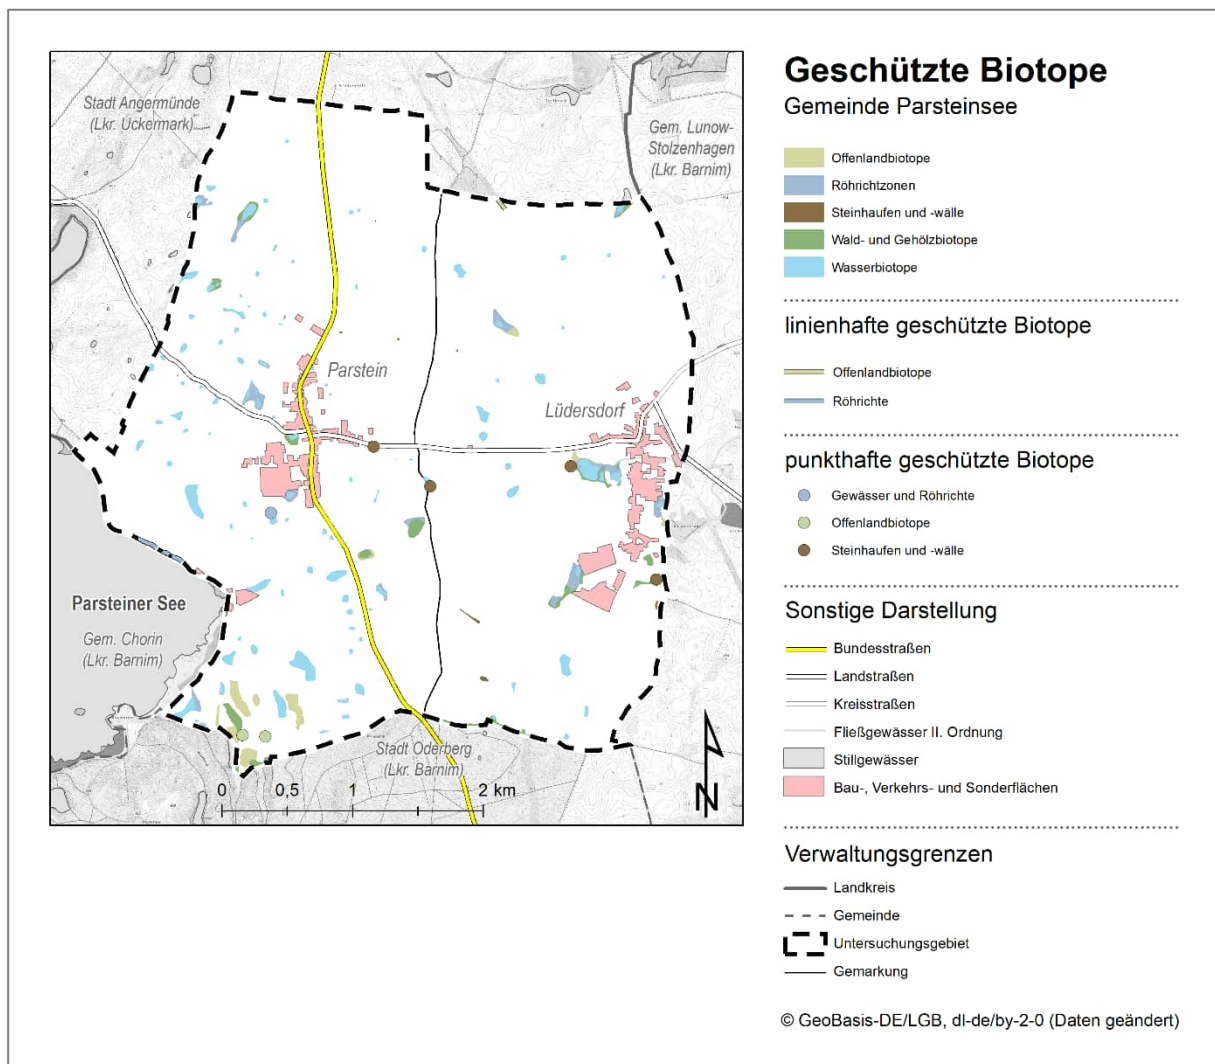 Geschützte Biotope
Gemeinde Parsteinsee
Offenlandbiotope
Röhrichtzonen
Steinhaufen und -wälle
Wald- und Gehölzbiotope
Wasserbiotope
linienhafte geschützte Biotope
Offenlandbiotope
Röhrichte
punkthafte geschützte Biotope
Gewässer und Röhrichte
Offenlandbiotope
Steinhaufen und -wälle
Sonstige Darstellung
Bundesstraßen
Landstraßen
Kreisstraßen
Fließgewässer II. Ordnung
Stillgewässer
Bau-, Verkehrs- und Sonderflächen
Verwaltungsgrenzen
Landkreis
Gemeinde
Untersuchungsgebiet
Gemarkung
© GeoBasis-DE/LGB, dl-de/by-2-0 (Daten geändert)
Stadt Angermünde
(Lkr. Uckermark)
Gem. Lunow-
Stolzenhagen
(Lkr. Barnim)
Parstein
Lüdersdorf
Parsteiner See
Gem. Chorin
(Lkr. Barnim)
Stadt Oderberg
(Lkr. Barnim)
0 0,5 1 2 km
N